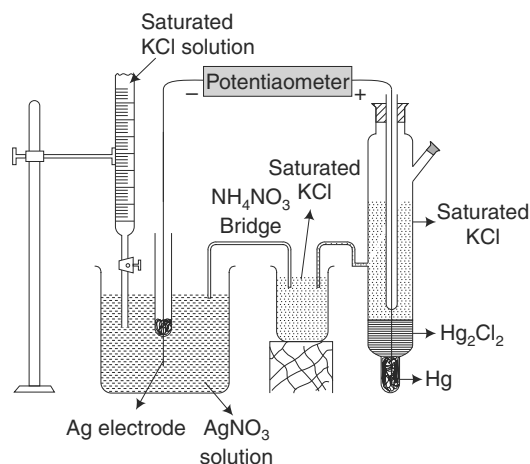 Saturated
KCl solution
− Potentiaometer +
Saturated
KCl
NH₄NO₃
Bridge
Saturated
KCl
Hg₂Cl₂
Hg
Ag electrode
AgNO₃
solution